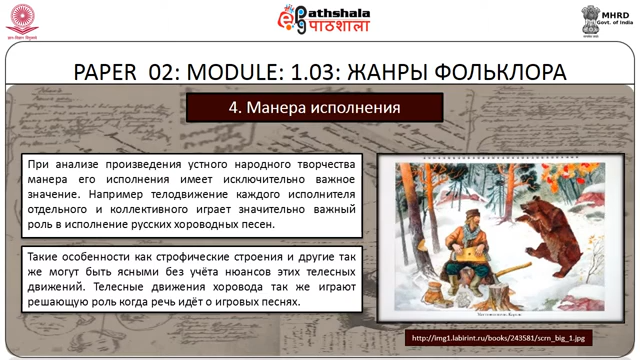 Pathshala
पाठशाला
MHRD
Govt. of India
PAPER 02: MODULE: 1.03: ЖАНРЫ ФОЛЬКЛОРА
4. Манера исполнения
При анализе произведения устного народного творчества
манера его исполнения имеет исключительно важное
значение. Например телодвижение каждого исполнителя
отдельного и коллективного играет значительно важный
роль в исполнение русских хороводных песен.
Такие особенности как строфические строения и другие так
же могут быть ясными без учёта нюансов этих телесных
движений. Телесные движения хоровода так же играют
решающую роль когда речь идёт о игровых песнях.
http://img1.labirint.ru/books/243581/scrn_big_1.jpg